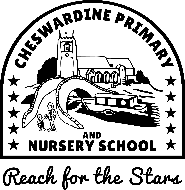 CHESWARDINE PRIMARY
AND
NURSERY SCHOOL
Reach for the Stars